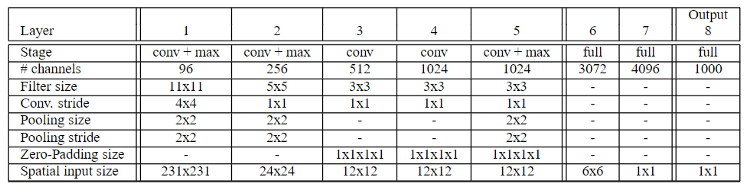 Output
Layer 1 2 3 4 5 6 7 8
Stage conv + max conv + max conv conv conv + max full full full
# channels 96 256 512 1024 1024 3072 4096 1000
Filter size 11x11 5x5 3x3 3x3 3x3 - - -
Conv. stride 4x4 1x1 1x1 1x1 1x1 - - -
Pooling size 2x2 2x2 - - 2x2 - - -
Pooling stride 2x2 2x2 - - 2x2 - - -
Zero-Padding size - - 1x1x1x1 1x1x1x1 1x1x1x1 - - -
Spatial input size 231x231 24x24 12x12 12x12 12x12 6x6 1x1 1x1